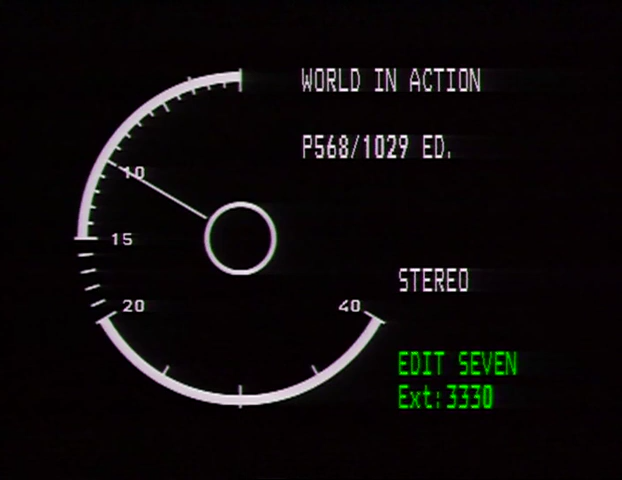 WORLD IN ACTION
P568/1029 ED.
10
15
20
40
STEREO
EDIT SEVEN
Ext:3330